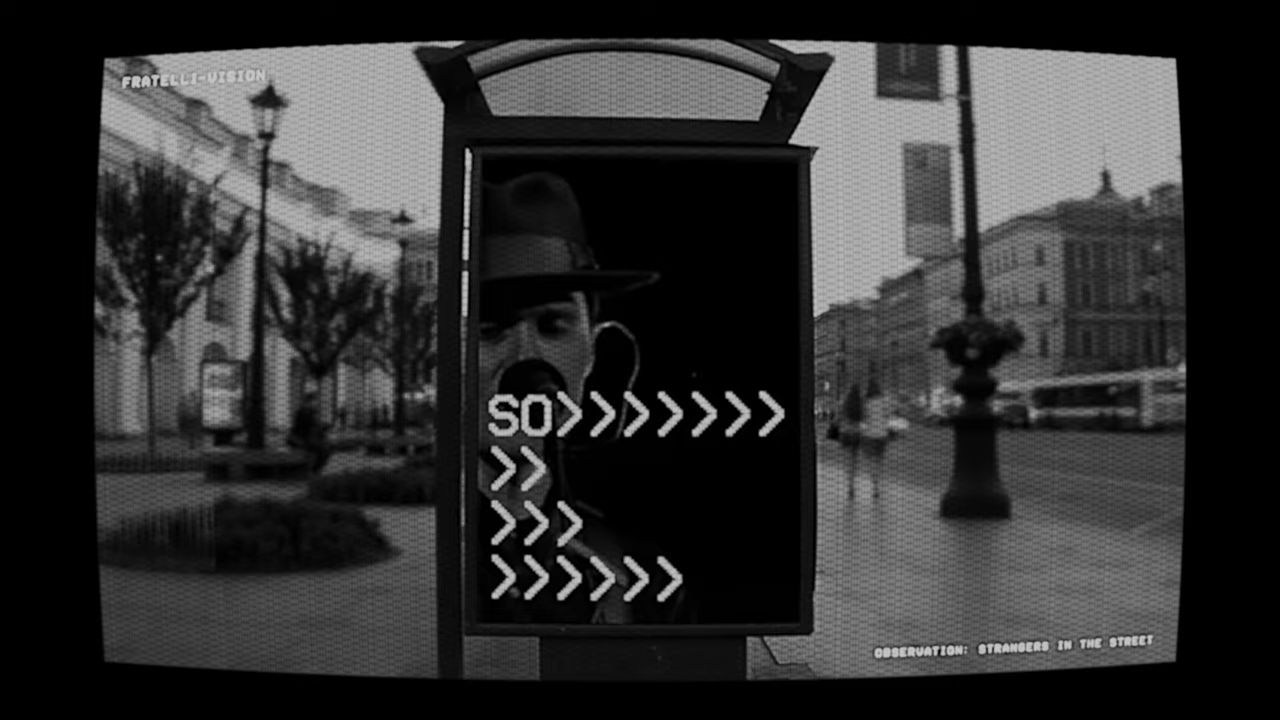 FRATELLI-VISION
SO>>>>>>>
>>
>>>
>>>>>>
OBSERVATION: STRANGERS IN THE STREET